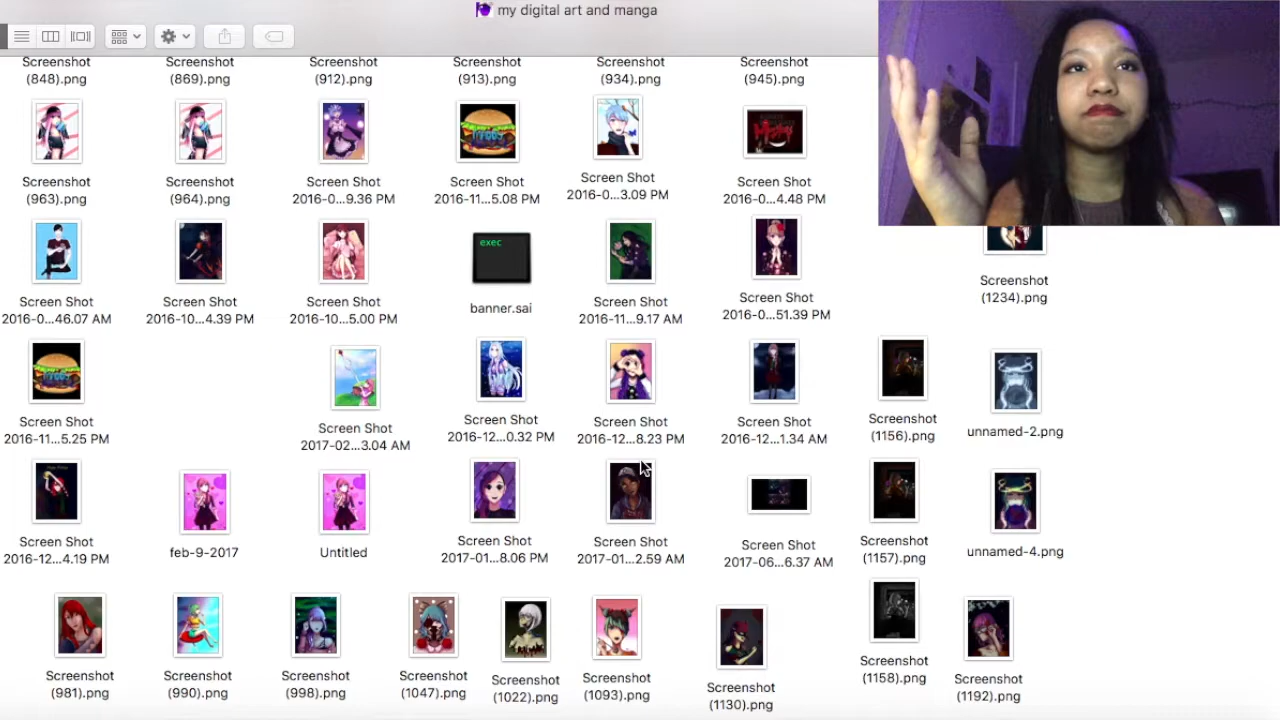 my digital art and manga
Screenshot
(848).png
Screenshot
(869).png
Screenshot
(912).png
Screenshot
(913).png
Screenshot
(934).png
Screenshot
(945).png
Screenshot
(963).png
Screenshot
(964).png
Screen Shot
2016-0...9.36 PM
Screen Shot
2016-11...5.08 PM
Screen Shot
2016-0...3.09 PM
Screen Shot
2016-0...4.48 PM
Screen Shot
2016-0...46.07 AM
Screen Shot
2016-10...4.39 PM
Screen Shot
2016-10...5.00 PM
exec
banner.sai
Screen Shot
2016-11...9.17 AM
Screen Shot
2016-0...51.39 PM
Screenshot
(1234).png
Screen Shot
2016-11...5.25 PM
Screen Shot
2017-02...3.04 AM
Screen Shot
2016-12...0.32 PM
Screen Shot
2016-12...8.23 PM
Screen Shot
2016-12...1.34 AM
Screenshot
(1156).png
unnamed-2.png
Screen Shot
2016-12...4.19 PM
feb-9-2017
Untitled
Screen Shot
2017-01...8.06 PM
Screen Shot
2017-01...2.59 AM
Screen Shot
2017-06...6.37 AM
Screenshot
(1157).png
unnamed-4.png
Screenshot
(981).png
Screenshot
(990).png
Screenshot
(998).png
Screenshot
(1047).png
Screenshot
(1022).png
Screenshot
(1093).png
Screenshot
(1130).png
Screenshot
(1158).png
Screenshot
(1192).png